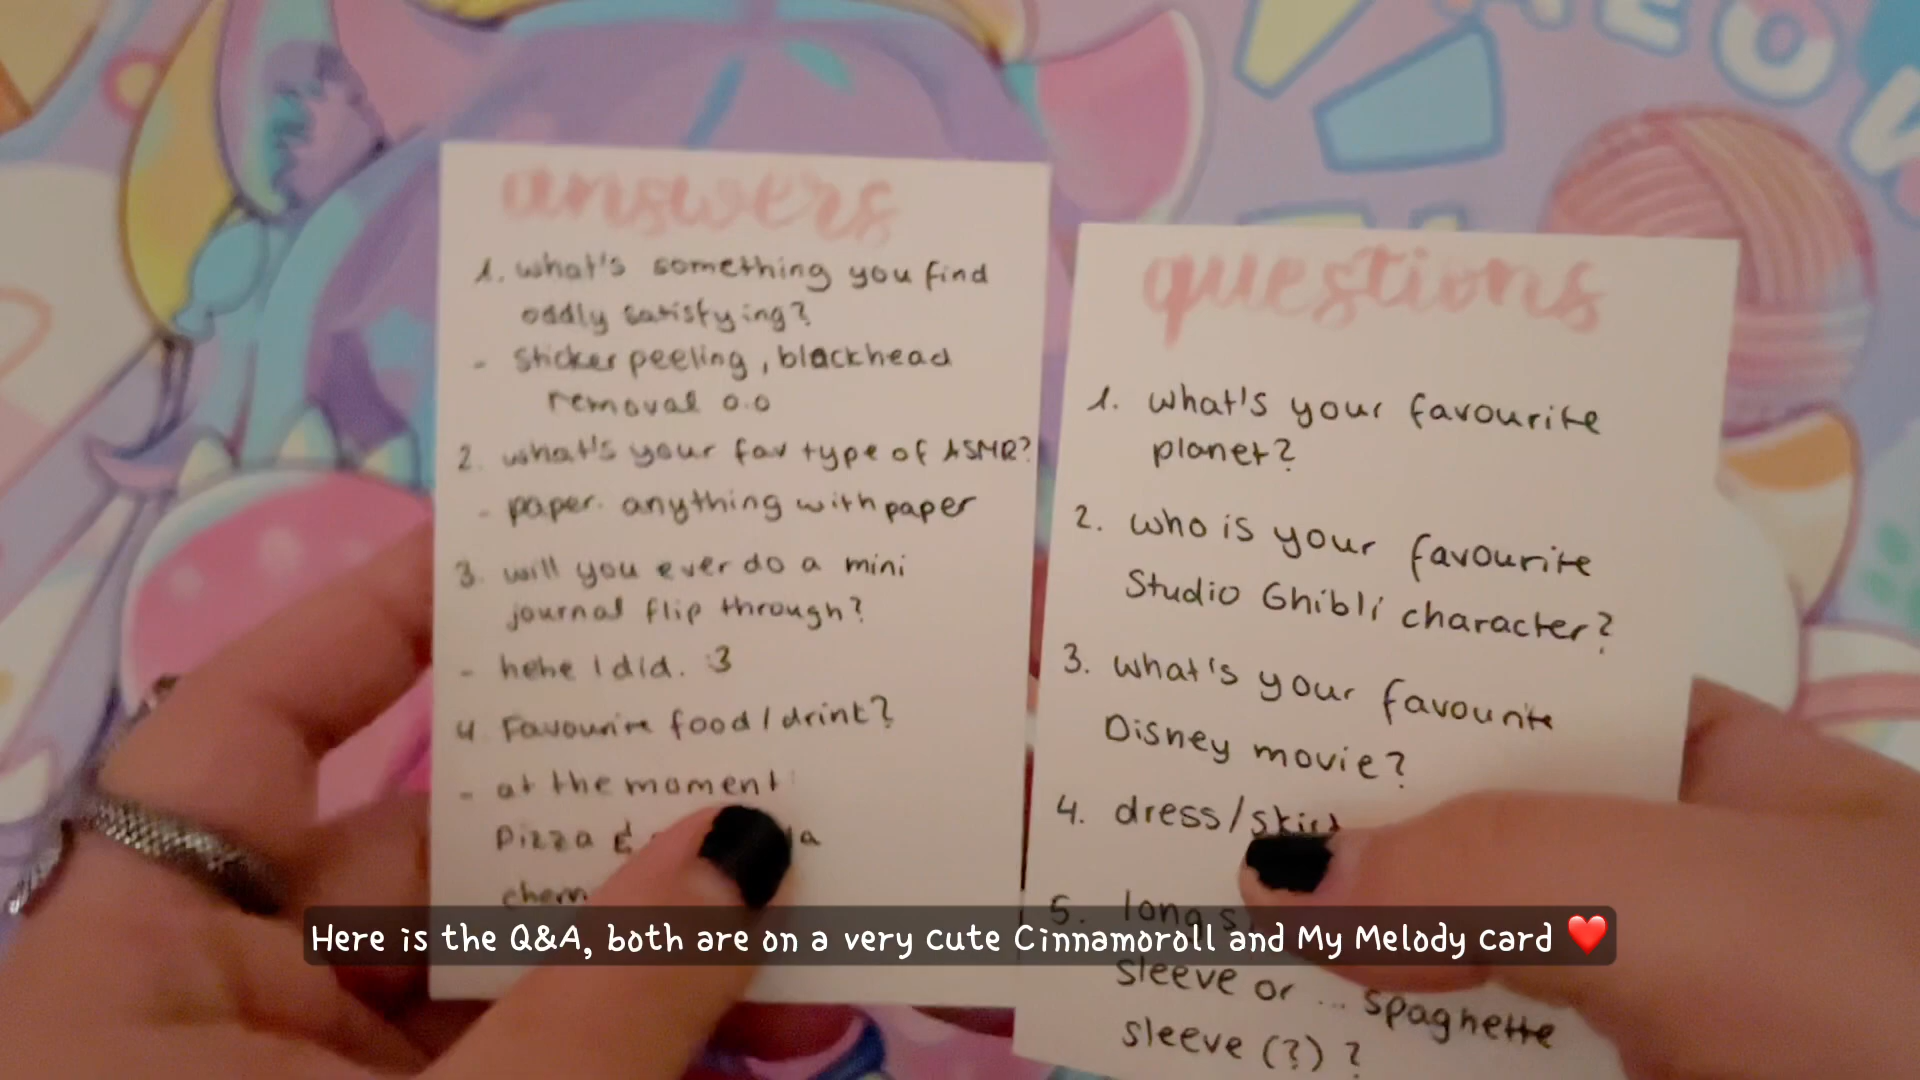 answers
1. what's something you find
oddly satisfying?
- sticker peeling, blackhead
removal o.o
2. what's your fav type of ASMR?
- paper. anything with paper
3. will you ever do a mini
journal flip through?
- hehe I did. :3
4. Favourite food/drink?
- at the moment:
Pizza &
questions
1. what's your favourite
planet?
2. who is your favourite
Studio Ghibli character?
3. what's your favourite
Disney movie?
4. dress/skirt
5. long
sleeve or ... spaghette
sleeve (?) ?
Here is the Q&A, both are on a very cute Cinnamoroll and My Melody card ❤️